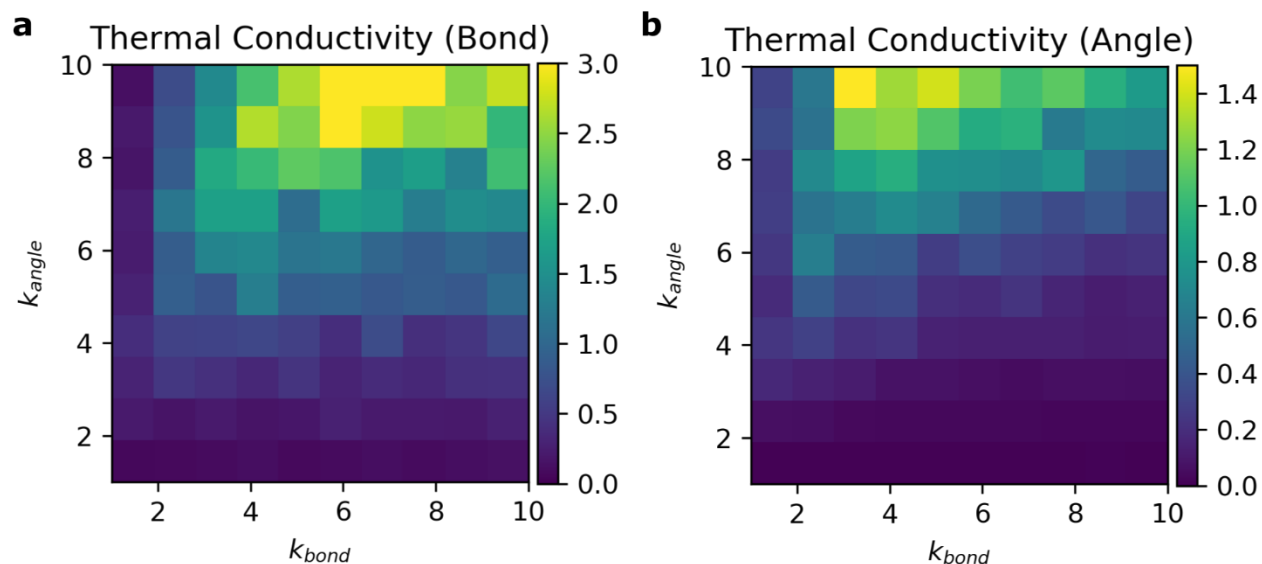 a
Thermal Conductivity (Bond)
10
8
6
4
2
k_angle
2 4 6 8 10
k_bond
3.0
2.5
2.0
1.5
1.0
0.5
0.0
b
Thermal Conductivity (Angle)
10
8
6
4
2
k_angle
2 4 6 8 10
k_bond
1.4
1.2
1.0
0.8
0.6
0.4
0.2
0.0